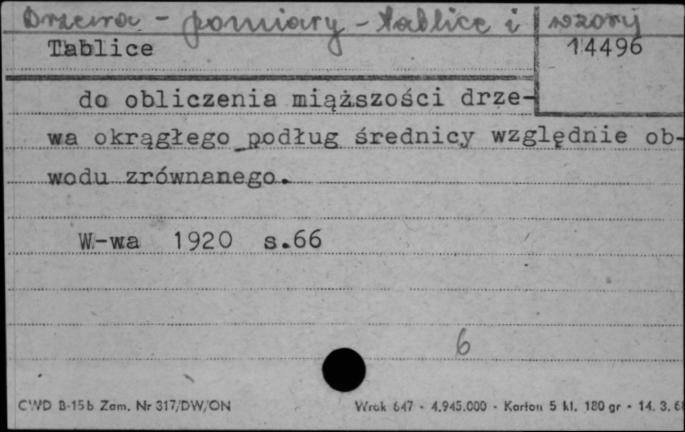 Drzewa - pomiary - tablice i wzory
Tablice 14496
do obliczenia miąższości drze-
wa okrągłego podług średnicy względnie ob-
wodu zrównanego.
W-wa 1920 s.66
6
CWD B-15b Zam. Nr 317/DW/ON Wrak 647 - 4.945.000 - Karton 5 kl. 180 gr - 14. 3. 6